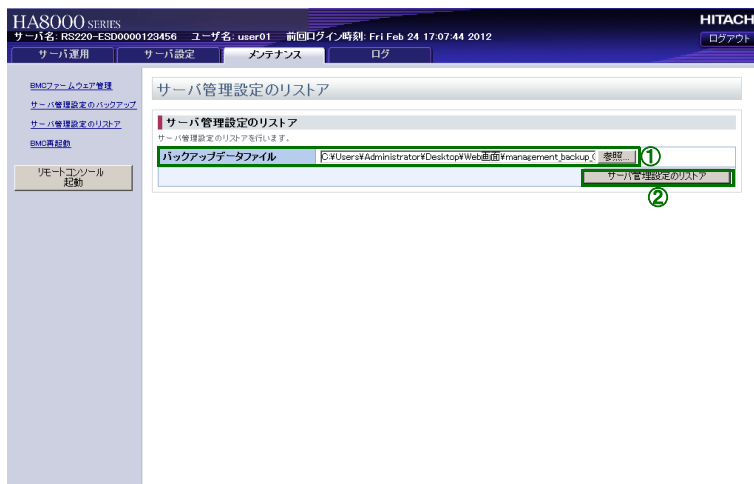 HA8000 SERIES
HITACHI
サーバ名: RS220-ESD0000123456 ユーザ名: user01 前回ログイン時刻: Fri Feb 24 17:07:44 2012
ログアウト
サーバ運用 サーバ設定 メンテナンス ログ
BMCファームウェア管理
サーバ管理設定のバックアップ
サーバ管理設定のリストア
BMC再起動
リモートコンソール
起動
サーバ管理設定のリストア
サーバ管理設定のリストア
サーバ管理設定のリストアを行います。
バックアップデータファイル C:¥Users¥Administrator¥Desktop¥Web画面¥management_backup_ 参照... ①
サーバ管理設定のリストア
②